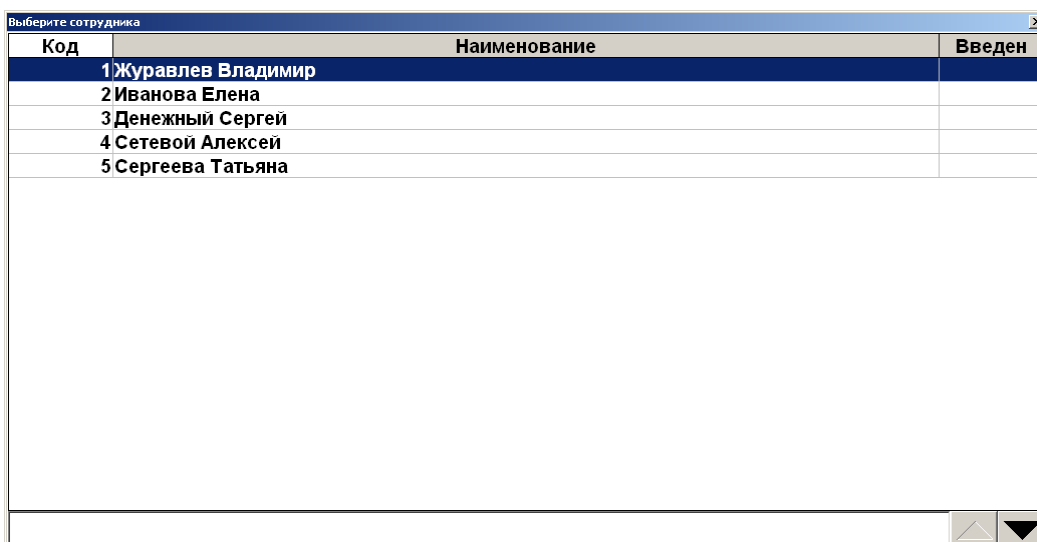 Выберите сотрудника
Код Наименование Введен
1 Журавлев Владимир
2 Иванова Елена
3 Денежный Сергей
4 Сетевой Алексей
5 Сергеева Татьяна